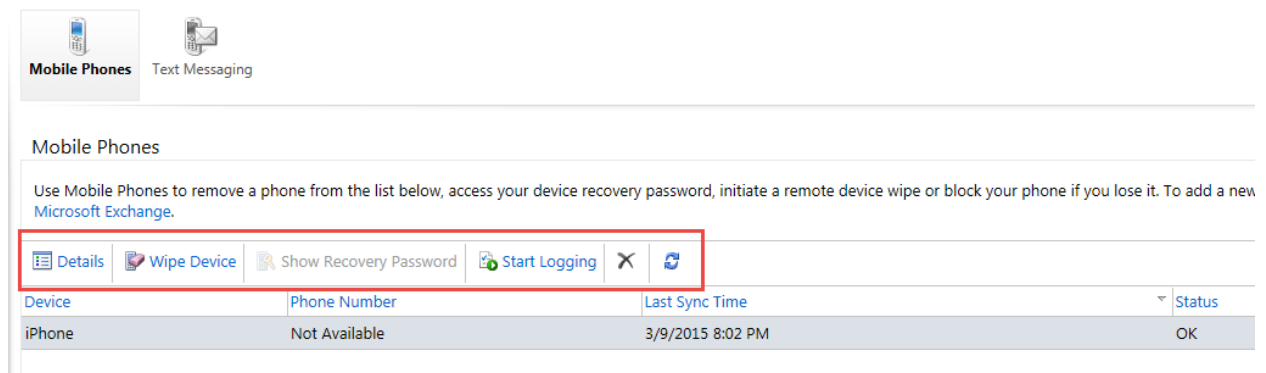 Mobile Phones Text Messaging
Mobile Phones
Use Mobile Phones to remove a phone from the list below, access your device recovery password, initiate a remote device wipe or block your phone if you lose it. To add a new
Microsoft Exchange.
Details Wipe Device Show Recovery Password Start Logging
Device Phone Number Last Sync Time Status
iPhone Not Available 3/9/2015 8:02 PM OK